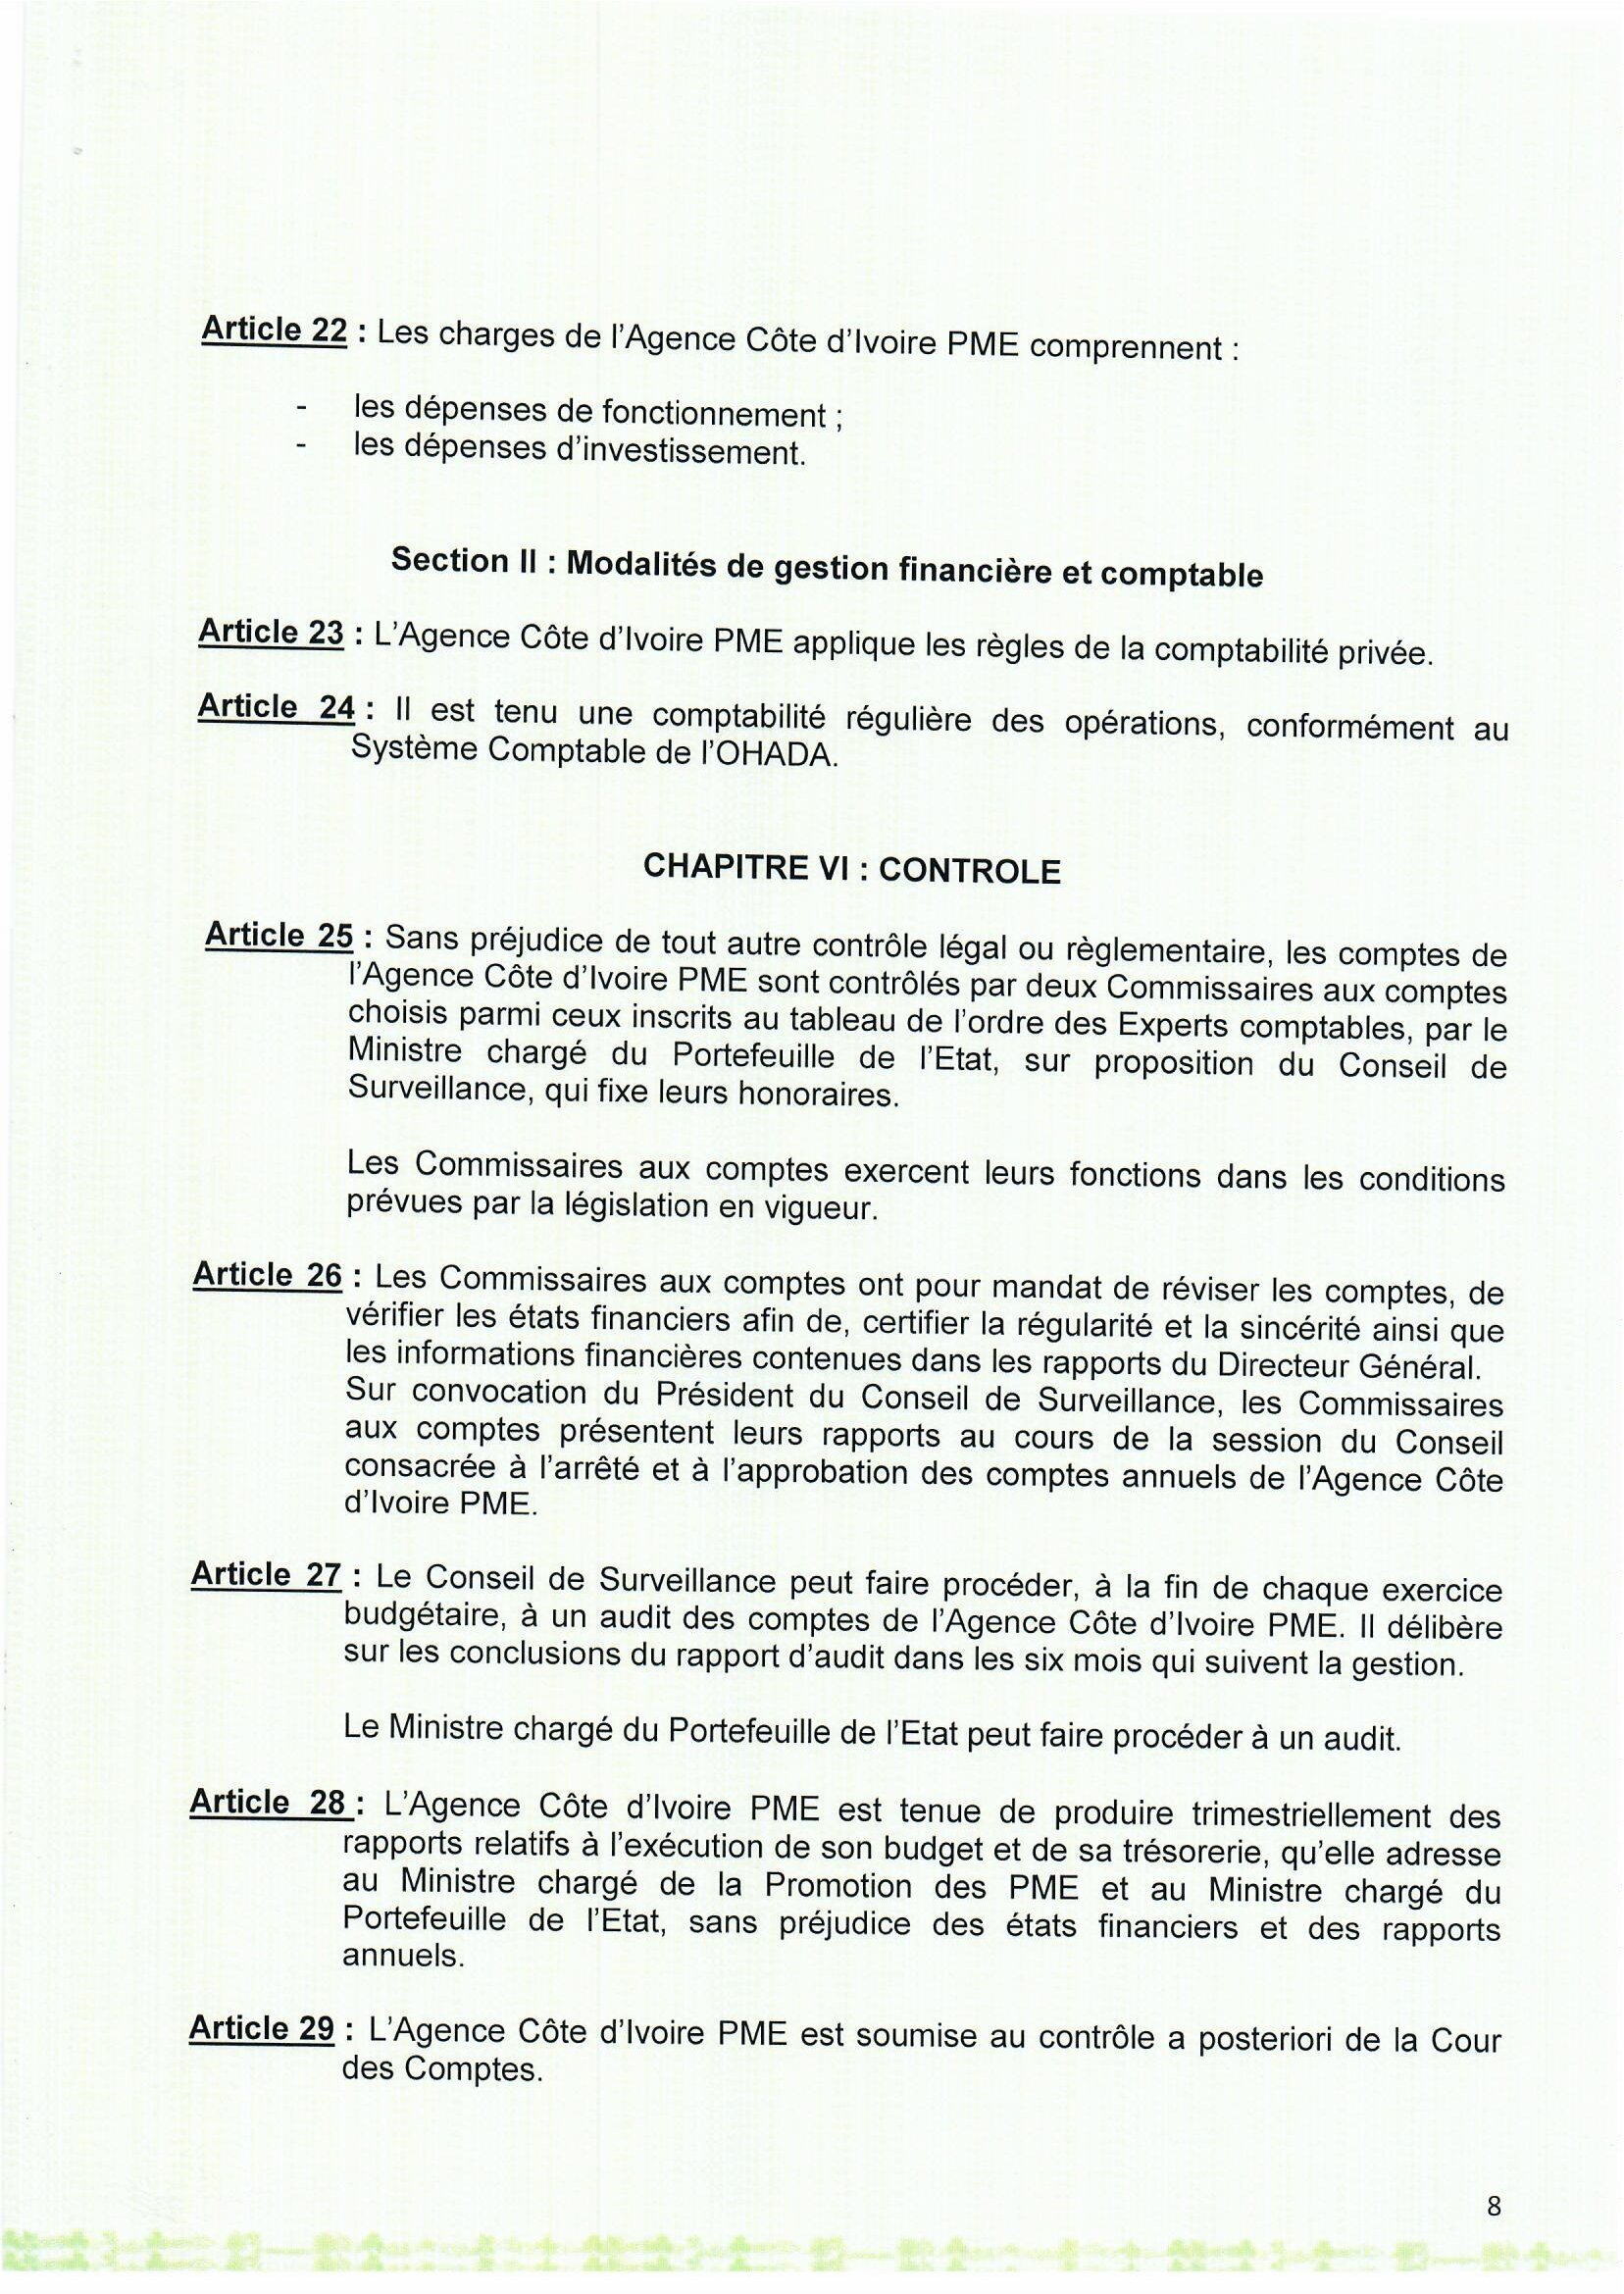 Article 22 : Les charges de l'Agence Côte d'Ivoire PME comprennent :
- les dépenses de fonctionnement ;
- les dépenses d'investissement.
Section II : Modalités de gestion financière et comptable
Article 23 : L'Agence Côte d'Ivoire PME applique les règles de la comptabilité privée.
Article 24 : Il est tenu une comptabilité régulière des opérations, conformément au
Système Comptable de l'OHADA.
CHAPITRE VI : CONTROLE
Article 25 : Sans préjudice de tout autre contrôle légal ou règlementaire, les comptes de
l'Agence Côte d'Ivoire PME sont contrôlés par deux Commissaires aux comptes
choisis parmi ceux inscrits au tableau de l'ordre des Experts comptables, par le
Ministre chargé du Portefeuille de l'Etat, sur proposition du Conseil de
Surveillance, qui fixe leurs honoraires.
Les Commissaires aux comptes exercent leurs fonctions dans les conditions
prévues par la législation en vigueur.
Article 26 : Les Commissaires aux comptes ont pour mandat de réviser les comptes, de
vérifier les états financiers afin de, certifier la régularité et la sincérité ainsi que
les informations financières contenues dans les rapports du Directeur Général.
Sur convocation du Président du Conseil de Surveillance, les Commissaires
aux comptes présentent leurs rapports au cours de la session du Conseil
consacrée à l'arrêté et à l'approbation des comptes annuels de l'Agence Côte
d'Ivoire PME.
Article 27 : Le Conseil de Surveillance peut faire procéder, à la fin de chaque exercice
budgétaire, à un audit des comptes de l'Agence Côte d'Ivoire PME. Il délibère
sur les conclusions du rapport d'audit dans les six mois qui suivent la gestion.
Le Ministre chargé du Portefeuille de l'Etat peut faire procéder à un audit.
Article 28 : L'Agence Côte d'Ivoire PME est tenue de produire trimestriellement des
rapports relatifs à l'exécution de son budget et de sa trésorerie, qu'elle adresse
au Ministre chargé de la Promotion des PME et au Ministre chargé du
Portefeuille de l'Etat, sans préjudice des états financiers et des rapports
annuels.
Article 29 : L'Agence Côte d'Ivoire PME est soumise au contrôle a posteriori de la Cour
des Comptes.
8